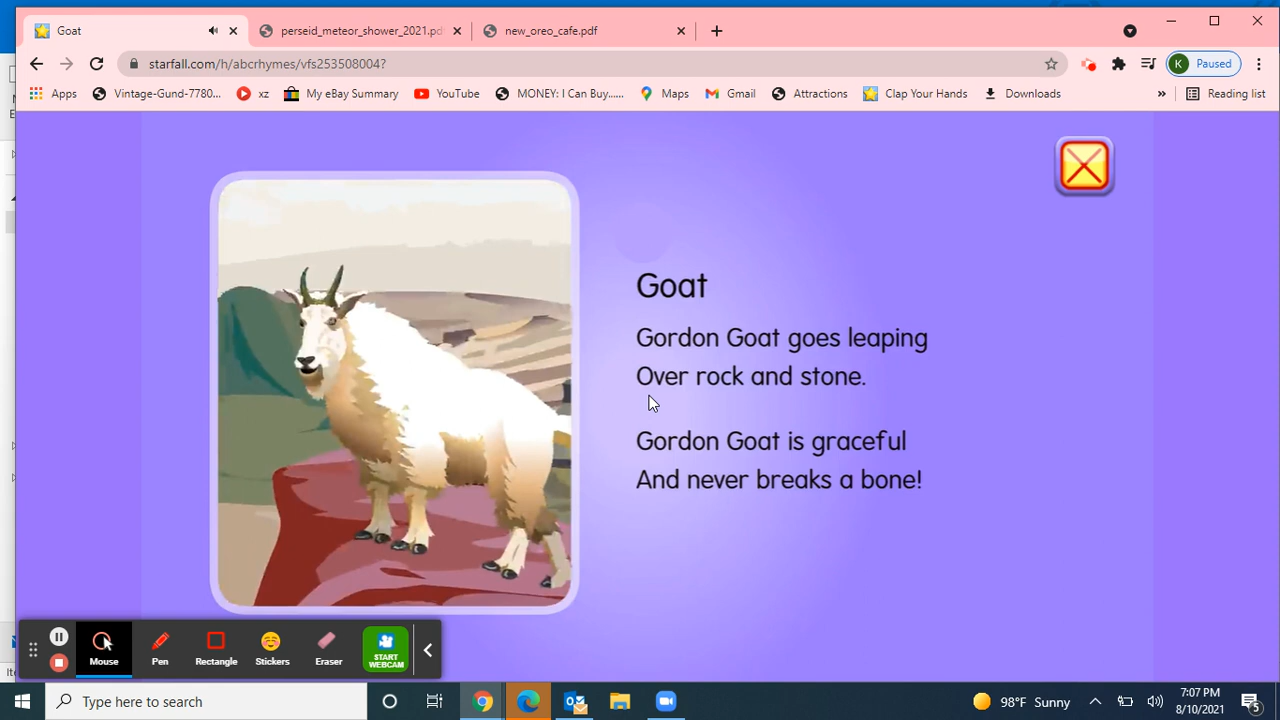 Goat
perseid_meteor_shower_2021.pd
new_oreo_cafe.pdf
starfall.com/h/abcrhymes/vfs253508004?
K Paused
Apps
Vintage-Gund-7780...
xz
My eBay Summary
YouTube
MONEY: I Can Buy......
Maps
Gmail
Attractions
Clap Your Hands
Downloads
»
Reading list
Goat
Gordon Goat goes leaping
Over rock and stone.
Gordon Goat is graceful
And never breaks a bone!
Mouse
Pen
Rectangle
Stickers
Eraser
START
WEBCAM
Type here to search
98°F Sunny
7:07 PM
8/10/2021
5